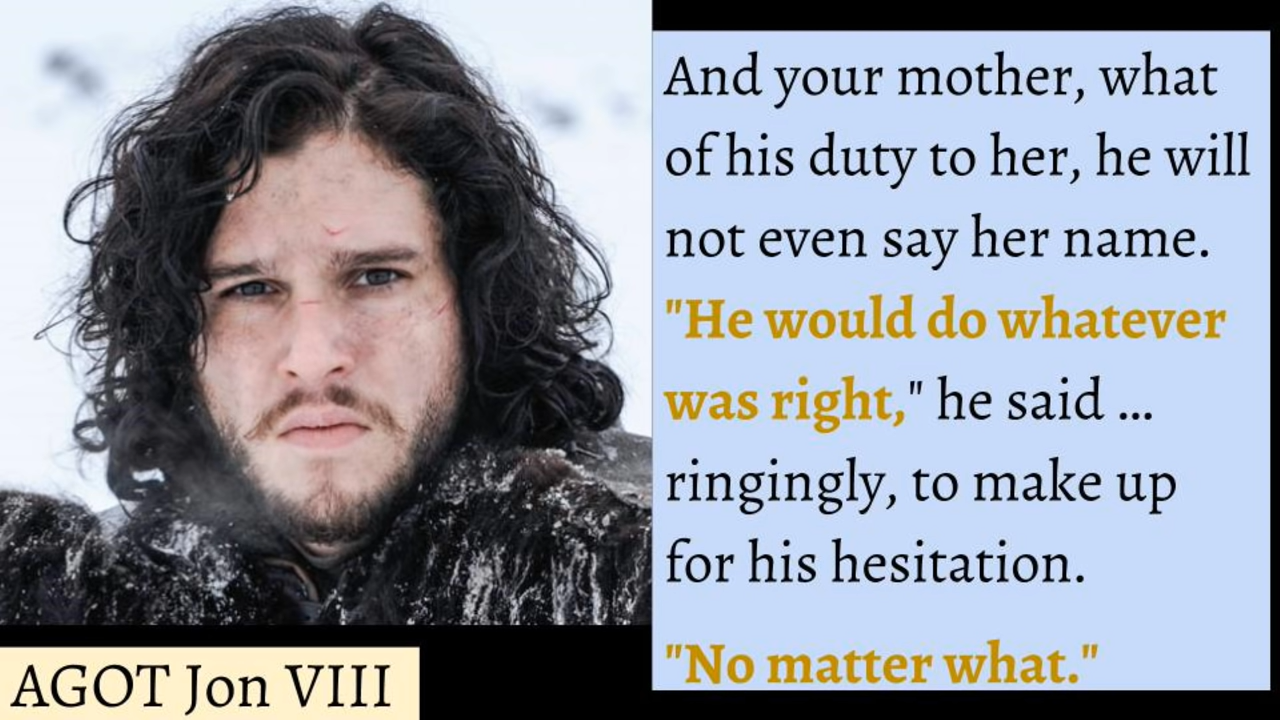 And your mother, what
of his duty to her, he will
not even say her name.
"He would do whatever
was right," he said ...
ringingly, to make up
for his hesitation.
"No matter what."
AGOT Jon VIII